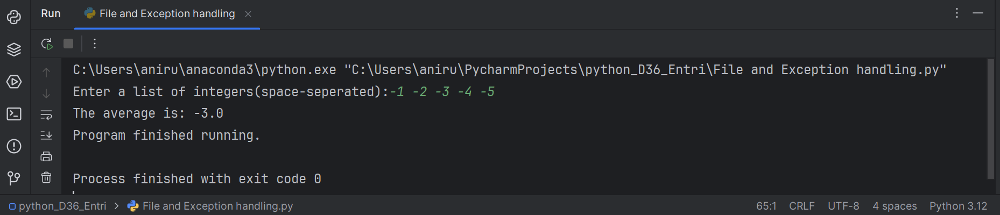 Run File and Exception handling
C:\Users\aniru\anaconda3\python.exe "C:\Users\aniru\PycharmProjects\python_D36_Entri\File and Exception handling.py"
Enter a list of integers(space-seperated):-1 -2 -3 -4 -5
The average is: -3.0
Program finished running.
Process finished with exit code 0
python_D36_Entri File and Exception handling.py 65:1 CRLF UTF-8 4 spaces Python 3.12